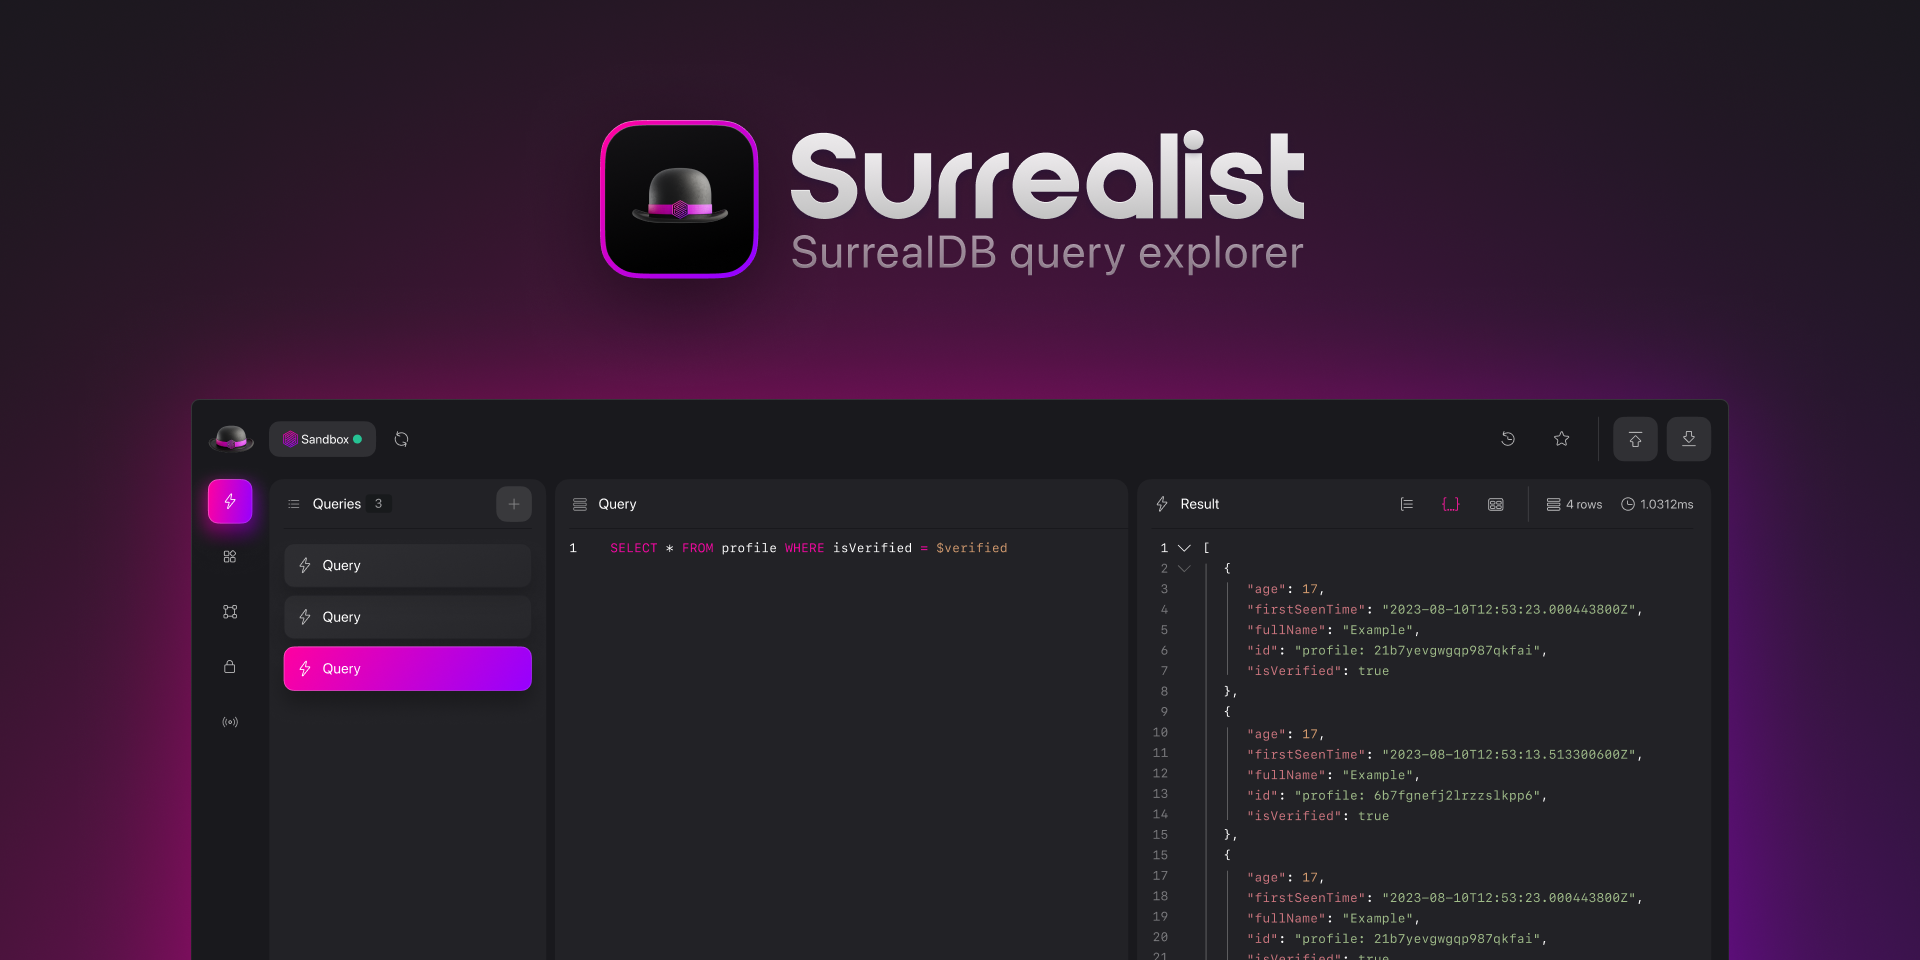 Surrealist
SurrealDB query explorer
Sandbox
Queries 3
Query
Query
Query
Query
1 SELECT * FROM profile WHERE isVerified = $verified
Result
4 rows
1.0312ms
1 [
2 {
3 "age": 17,
4 "firstSeenTime": "2023-08-10T12:53:23.000443800Z",
5 "fullName": "Example",
6 "id": "profile: 21b7yevgwgqp987qkfai",
7 "isVerified": true
8 },
9 {
10 "age": 17,
11 "firstSeenTime": "2023-08-10T12:53:13.513300600Z",
12 "fullName": "Example",
13 "id": "profile: 6b7fgnefj2lrzzslkpp6",
14 "isVerified": true
15 },
15 {
17 "age": 17,
18 "firstSeenTime": "2023-08-10T12:53:23.000443800Z",
19 "fullName": "Example",
20 "id": "profile: 21b7yevgwgqp987qkfai",
21 "isVerified": true